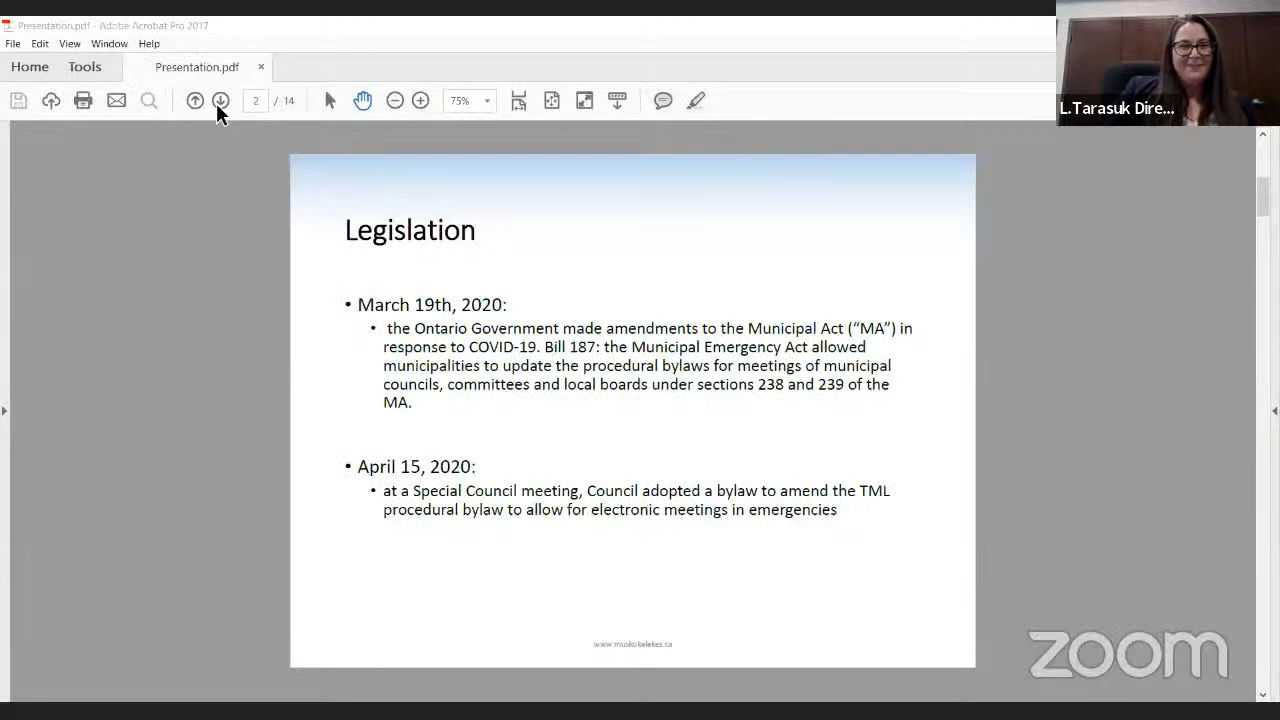 Presentation.pdf - Adobe Acrobat Pro 2017
File Edit View Window Help
Home Tools Presentation.pdf ×
2 / 14 75%
L.Tarasuk Dire...
Legislation
• March 19th, 2020:
• the Ontario Government made amendments to the Municipal Act (“MA”) in
response to COVID-19. Bill 187: the Municipal Emergency Act allowed
municipalities to update the procedural bylaws for meetings of municipal
councils, committees and local boards under sections 238 and 239 of the
MA.
• April 15, 2020:
• at a Special Council meeting, Council adopted a bylaw to amend the TML
procedural bylaw to allow for electronic meetings in emergencies
www.muskokalakes.ca
zoom